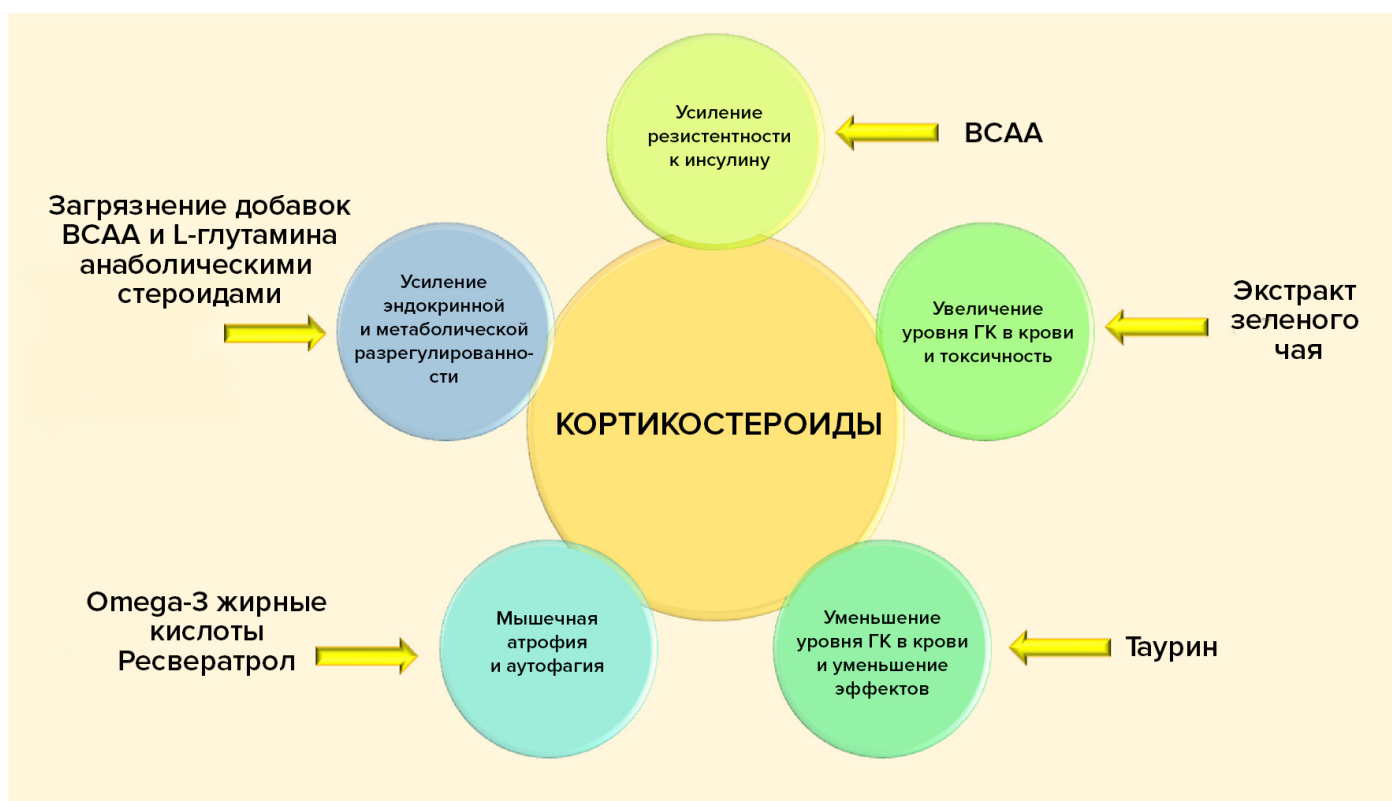 Усиление
резистентности
к инсулину
BCAA
Загрязнение добавок
BCAA и L-глутамина
анаболическими
стероидами
Усиление
эндокринной
и метаболической
разрегулированно-
сти
Увеличение
уровня ГК в крови
и токсичность
Экстракт
зеленого
чая
КОРТИКОСТЕРОИДЫ
Omega-3 жирные
кислоты
Ресвератрол
Мышечная
атрофия
и аутофагия
Уменьшение
уровня ГК в крови
и уменьшение
эффектов
Таурин